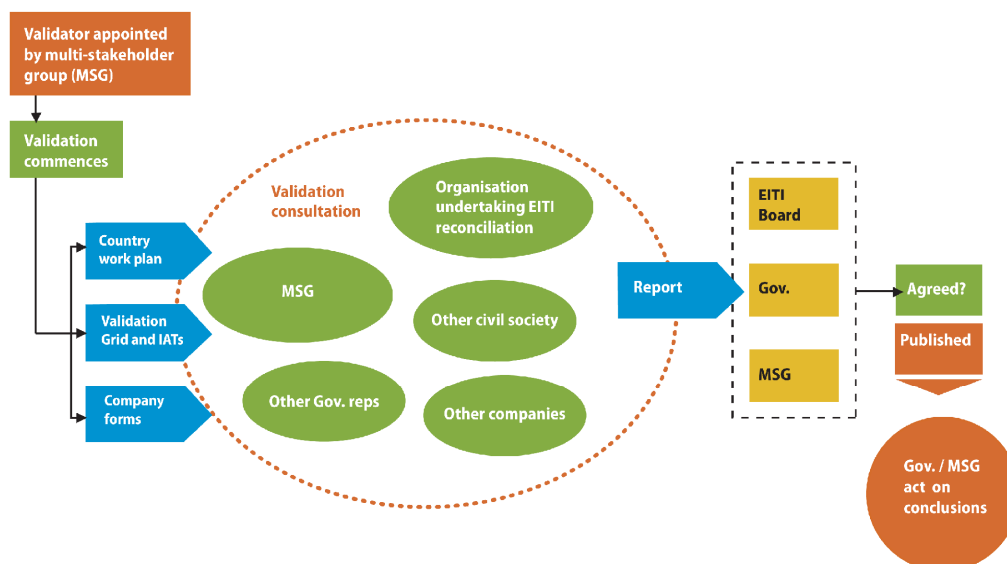 Validator appointed
by multi-stakeholder
group (MSG)
Validation
commences
Country
work plan
Validation
Grid and IATs
Company
forms
Validation
consultation
Organisation
undertaking EITI
reconciliation
MSG
Other civil society
Other Gov. reps
Other companies
Report
EITI
Board
Gov.
MSG
Agreed?
Published
Gov. / MSG
act on
conclusions